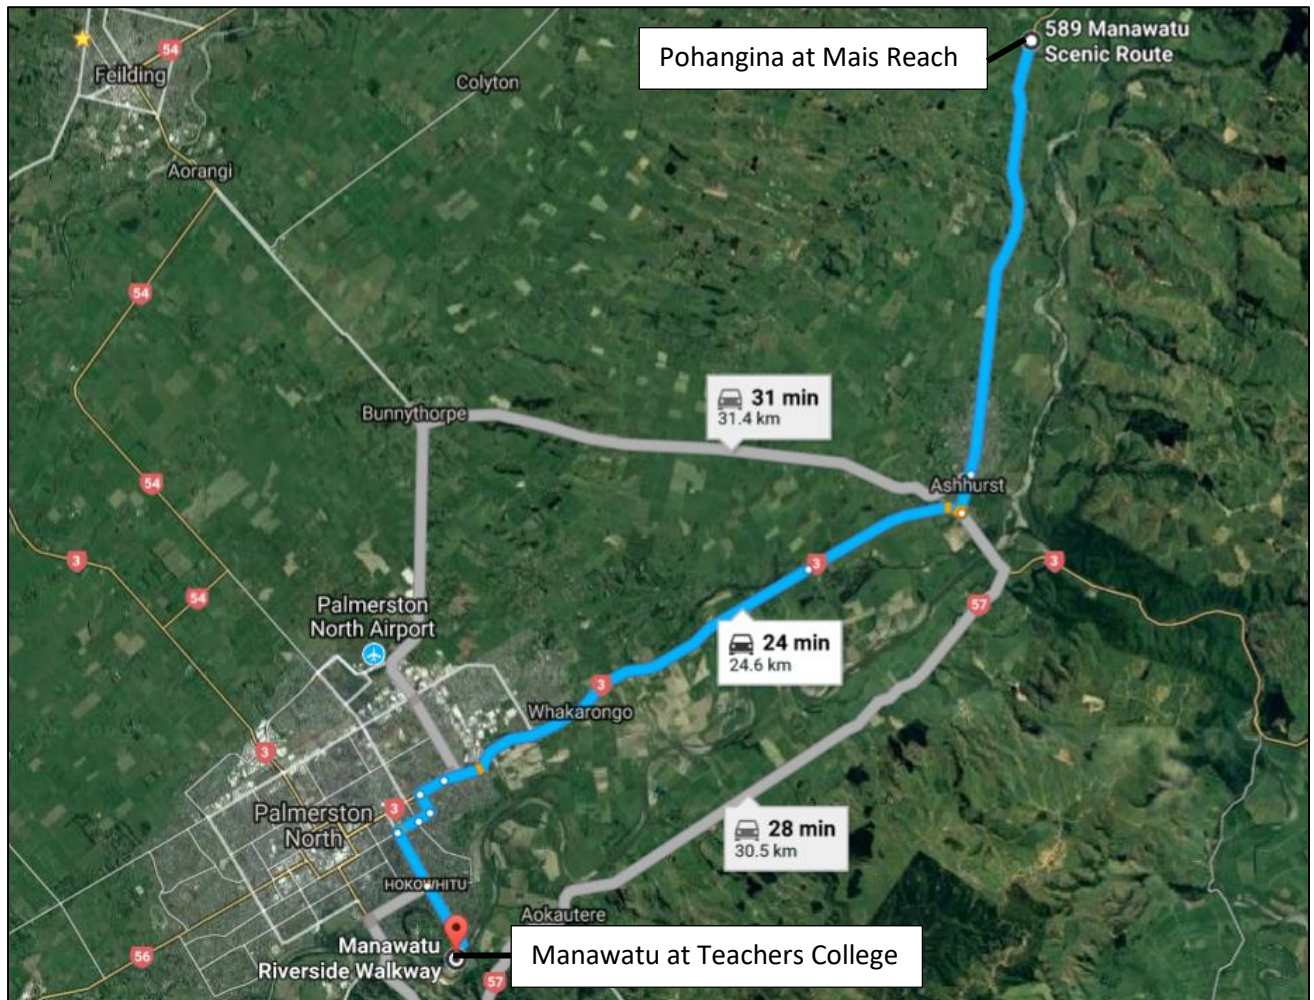 589 Manawatu
Scenic Route
Pohangina at Mais Reach
54
Feilding
Colyton
Aorangi
54
31 min
31.4 km
Bunnythorpe
54
Ashhurst
3
3
3
57
54
Palmerston
North Airport
24 min
24.6 km
3
Whakarongo
3
3
Palmerston
North
28 min
30.5 km
HOKOWHITU
Aokautere
Manawatu
Riverside Walkway
Manawatu at Teachers College
56
57